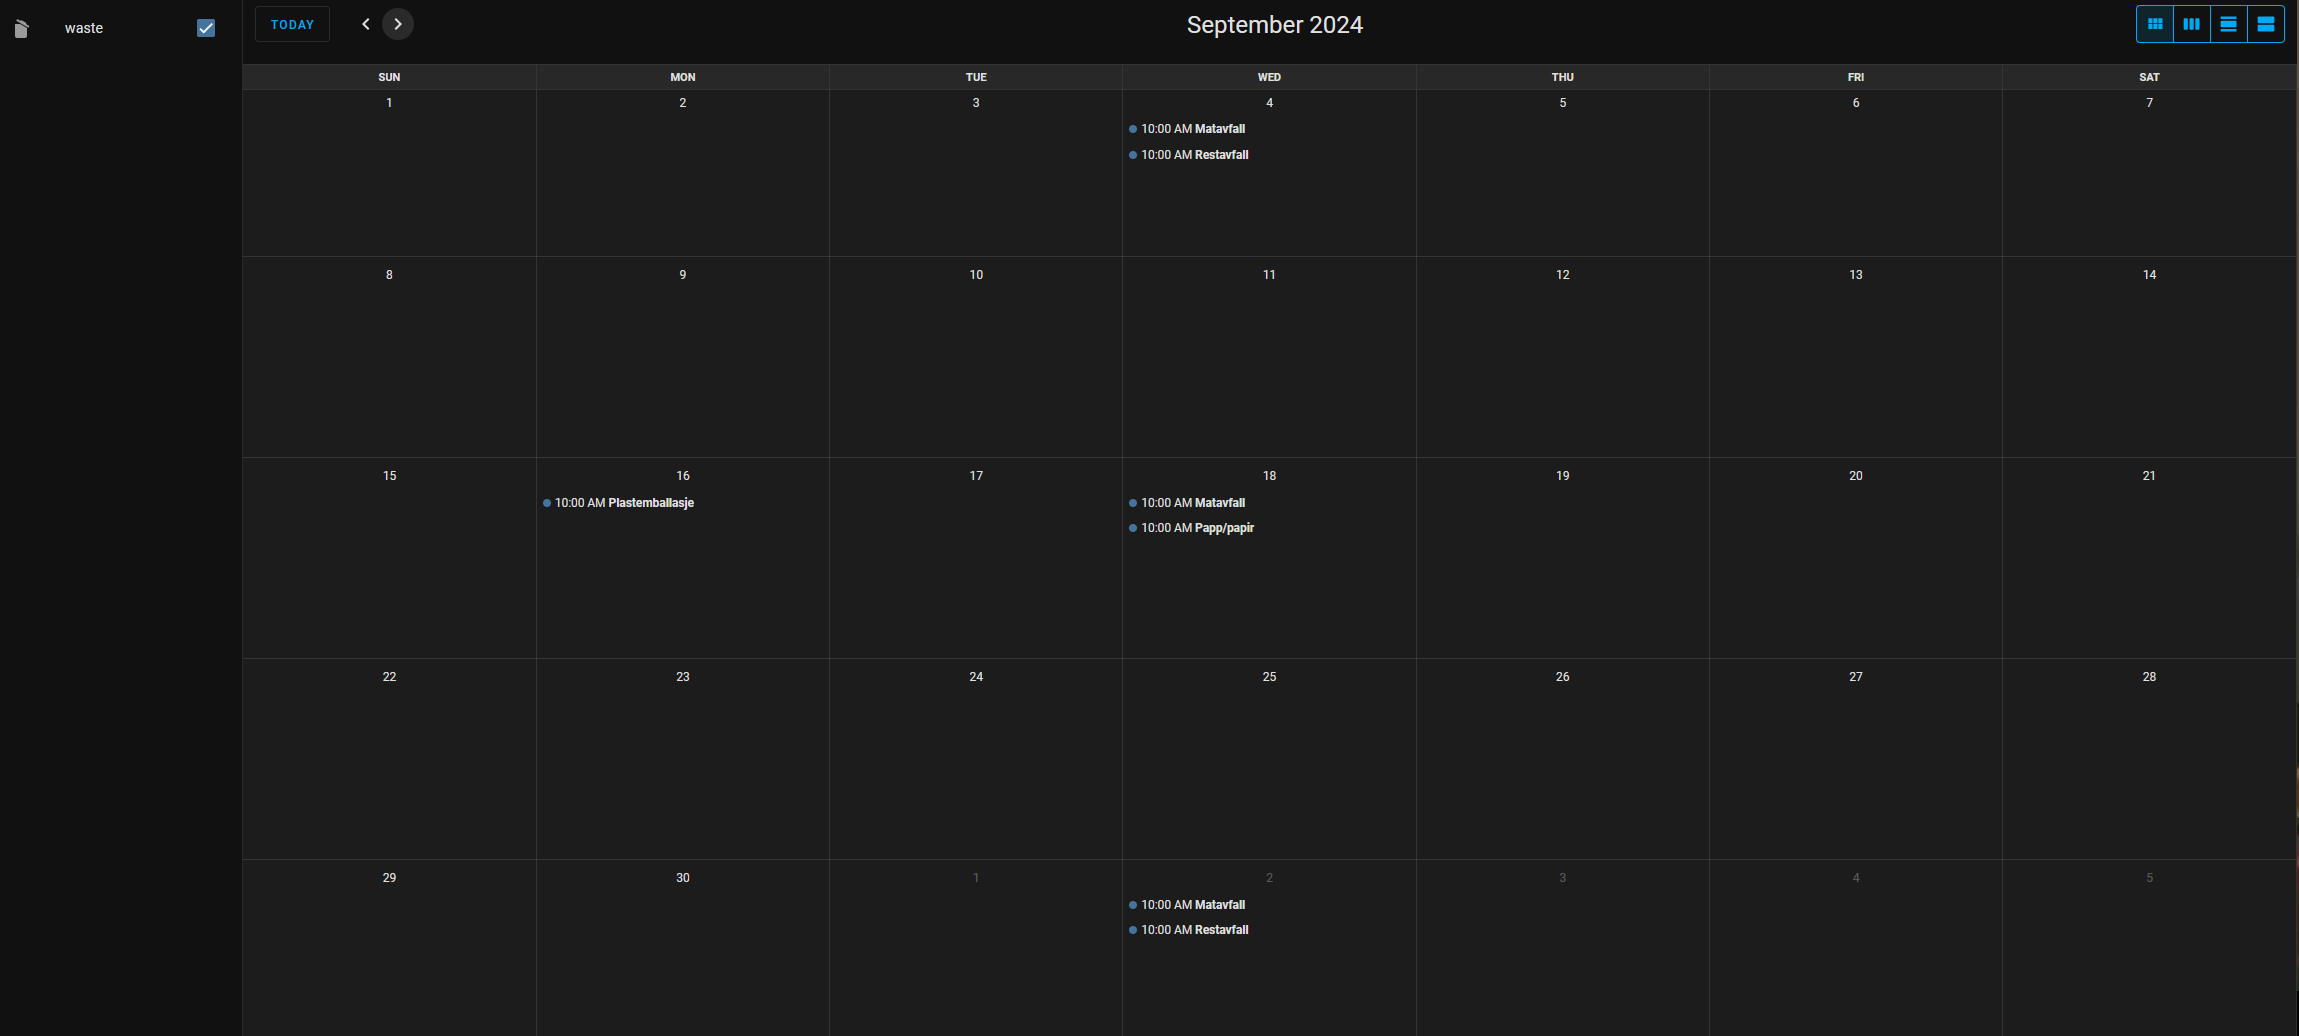 waste
TODAY
September 2024
SUN MON TUE WED THU FRI SAT
1 2 3 4 5 6 7
10:00 AM Matavfall
10:00 AM Restavfall
8 9 10 11 12 13 14
15 16 17 18 19 20 21
10:00 AM Plastemballasje
10:00 AM Matavfall
10:00 AM Papp/papir
22 23 24 25 26 27 28
29 30 1 2 3 4 5
10:00 AM Matavfall
10:00 AM Restavfall